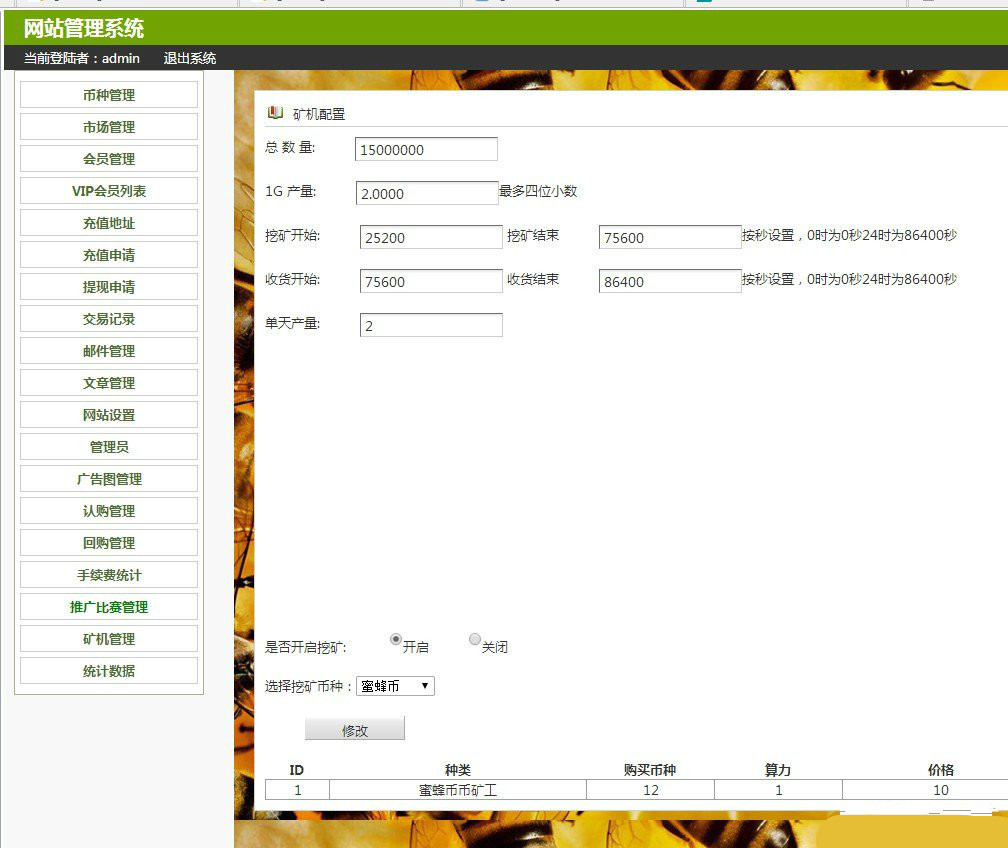 网站管理系统
当前登陆者：admin 退出系统
币种管理
市场管理
会员管理
VIP会员列表
充值地址
充值申请
提现申请
交易记录
邮件管理
文章管理
网站设置
管理员
广告图管理
认购管理
回购管理
手续费统计
推广比赛管理
矿机管理
统计数据
矿机配置
总 数 量: 15000000
1G 产量: 2.0000 最多四位小数
挖矿开始: 25200 挖矿结束 75600 按秒设置，0时为0秒24时为86400秒
收货开始: 75600 收货结束 86400 按秒设置，0时为0秒24时为86400秒
单天产量: 2
是否开启挖矿: 开启 关闭
选择挖矿币种： 蜜蜂币
修改
ID 种类 购买币种 算力 价格
1 蜜蜂币币矿工 12 1 10